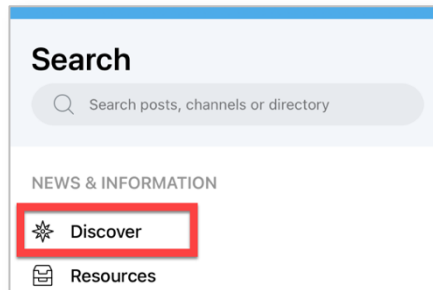 Search
Search posts, channels or directory
NEWS & INFORMATION
Discover
Resources